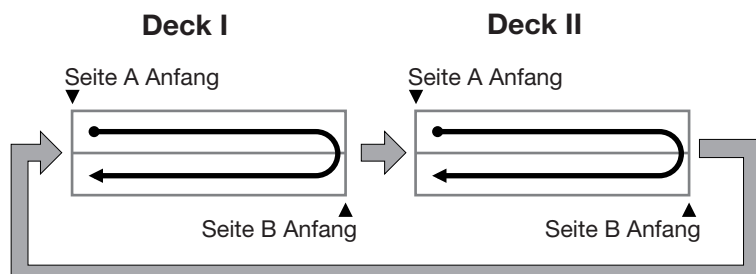 Deck I
Deck II
Seite A Anfang
Seite A Anfang
Seite B Anfang
Seite B Anfang